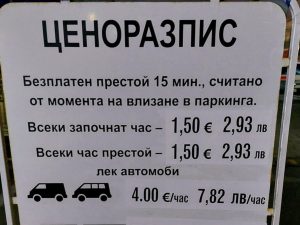 ЦЕНОРАЗПИС
Безплатен престой 15 мин., считано
от момента на влизане в паркинга.
Всеки започнат час – 1,50 € 2,93 лв
Всеки час престой – 1,50 € 2,93 лв
лек автомоби
4.00 €/час 7,82 ЛВ/час